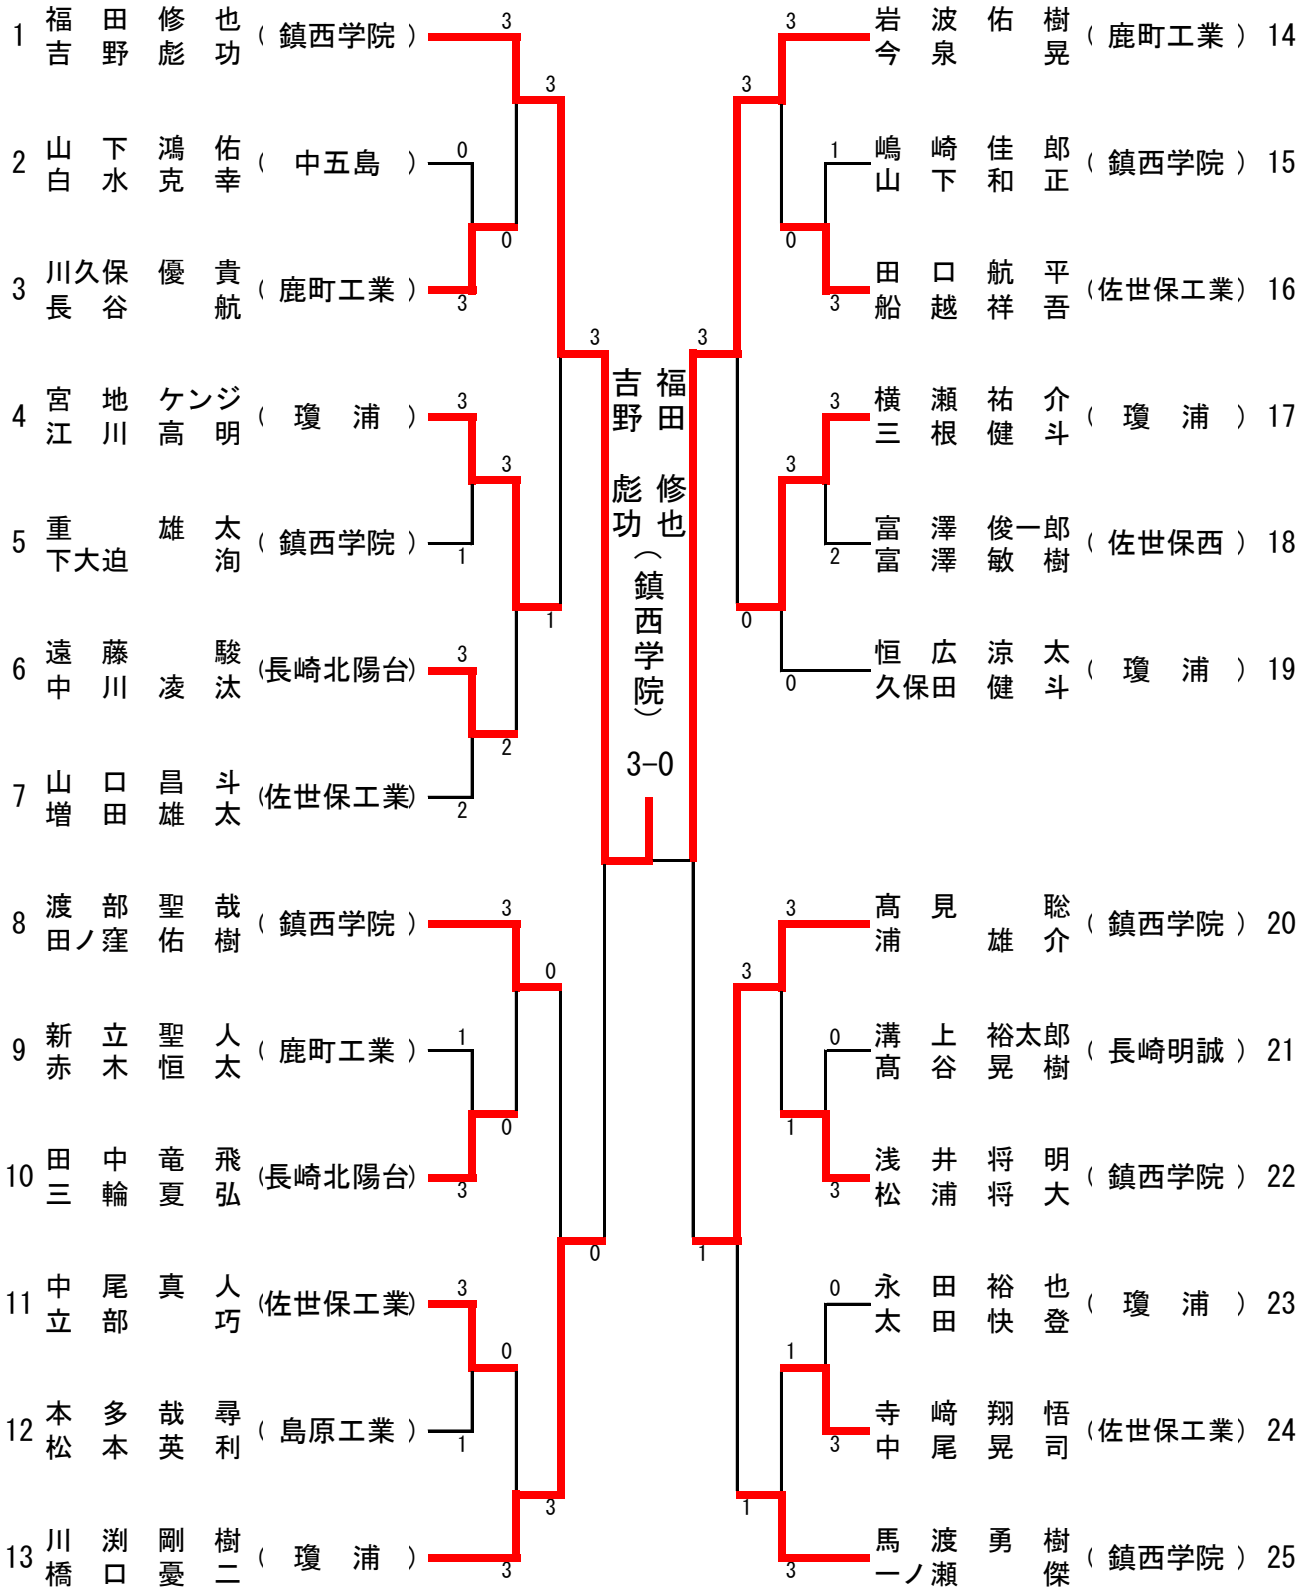 1 福田修也 吉野彪功 (鎮西学院) 3
2 山下鴻佑 白水克幸 (中五島) 0
3 川久保優貴 長谷航 (鹿町工業) 3
4 宮地ケンジ 江川高明 (瓊浦) 3
5 重雄太 下大迫洵 (鎮西学院) 1
6 遠藤駿 中川凌汰 (長崎北陽台) 3
7 山口昌斗 増田雄太 (佐世保工業) 2
8 渡部聖哉 田ノ窪佑樹 (鎮西学院) 3
9 新立聖人 赤木恒太 (鹿町工業) 1
10 田中竜飛 三輪夏弘 (長崎北陽台) 3
11 中尾真人 立部巧 (佐世保工業) 3
12 本多哉尋 松本英利 (島原工業) 1
13 川渕剛樹 橋口憂二 (瓊浦) 3
3
0
3
2
0
0
0
3
3
1
0
3
3
0
福田修也
吉野彪功
(鎮西学院)
3-0
3
1
3
0
3
1
3
0
3
1
1
3 岩波佑樹 今泉晃 (鹿町工業) 14
1 嶋崎佳郎 山下和正 (鎮西学院) 15
3 田口航平 船越祥吾 (佐世保工業) 16
3 横瀬祐介 三根健斗 (瓊浦) 17
2 富澤俊一郎 富澤敏樹 (佐世保西) 18
0 恒広涼太 久保田健斗 (瓊浦) 19
3 髙見聡 浦雄介 (鎮西学院) 20
0 溝上裕太郎 髙谷晃樹 (長崎明誠) 21
3 浅井将明 松浦将大 (鎮西学院) 22
0 永田裕也 太田快登 (瓊浦) 23
3 寺﨑翔悟 中尾晃司 (佐世保工業) 24
3 馬渡勇樹 一ノ瀬傑 (鎮西学院) 25